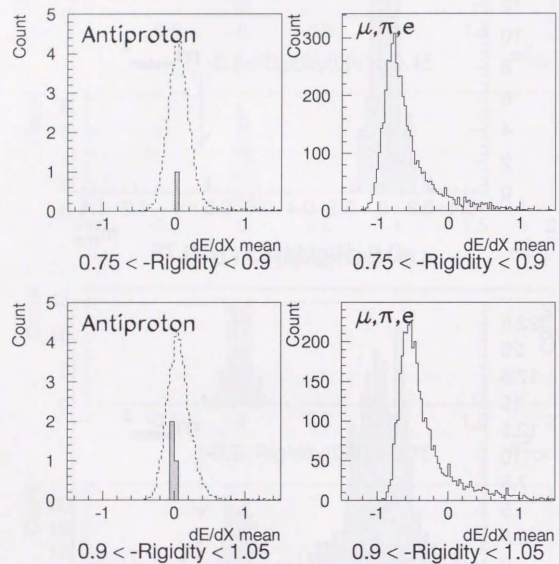 Count
5
4
3
2
1
0
Antiproton
-1 0 1
dE/dX mean
0.75 < -Rigidity < 0.9
Count
300
200
100
0
μ,π,e
-1 0 1
dE/dX mean
0.75 < -Rigidity < 0.9
Count
5
4
3
2
1
0
Antiproton
-1 0 1
dE/dX mean
0.9 < -Rigidity < 1.05
Count
200
150
100
50
0
μ,π,e
-1 0 1
dE/dX mean
0.9 < -Rigidity < 1.05